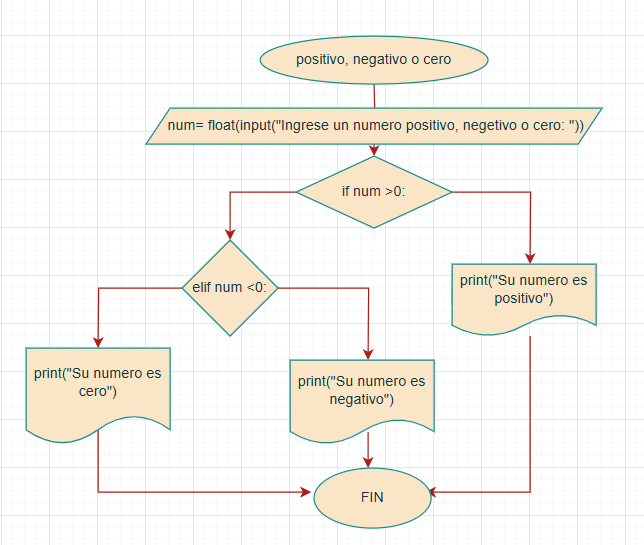 positivo, negativo o cero
num= float(input("Ingrese un numero positivo, negetivo o cero: "))
if num >0:
elif num <0:
print("Su numero es
positivo")
print("Su numero es
cero")
print("Su numero es
negativo")
FIN